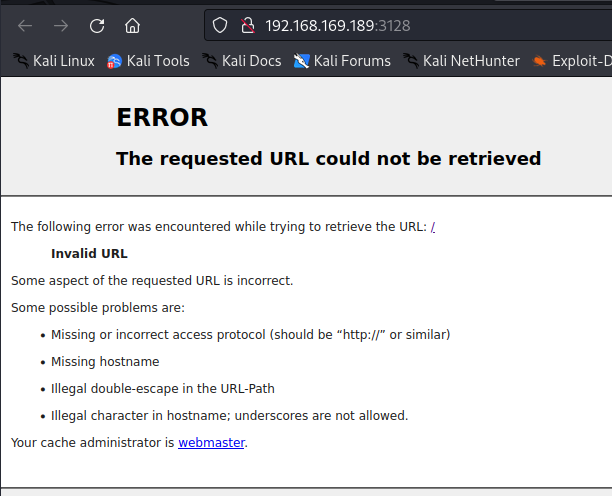 192.168.169.189:3128
Kali Linux Kali Tools Kali Docs Kali Forums Kali NetHunter Exploit-D
ERROR
The requested URL could not be retrieved
The following error was encountered while trying to retrieve the URL: /
Invalid URL
Some aspect of the requested URL is incorrect.
Some possible problems are:
• Missing or incorrect access protocol (should be “http://” or similar)
• Missing hostname
• Illegal double-escape in the URL-Path
• Illegal character in hostname; underscores are not allowed.
Your cache administrator is webmaster.